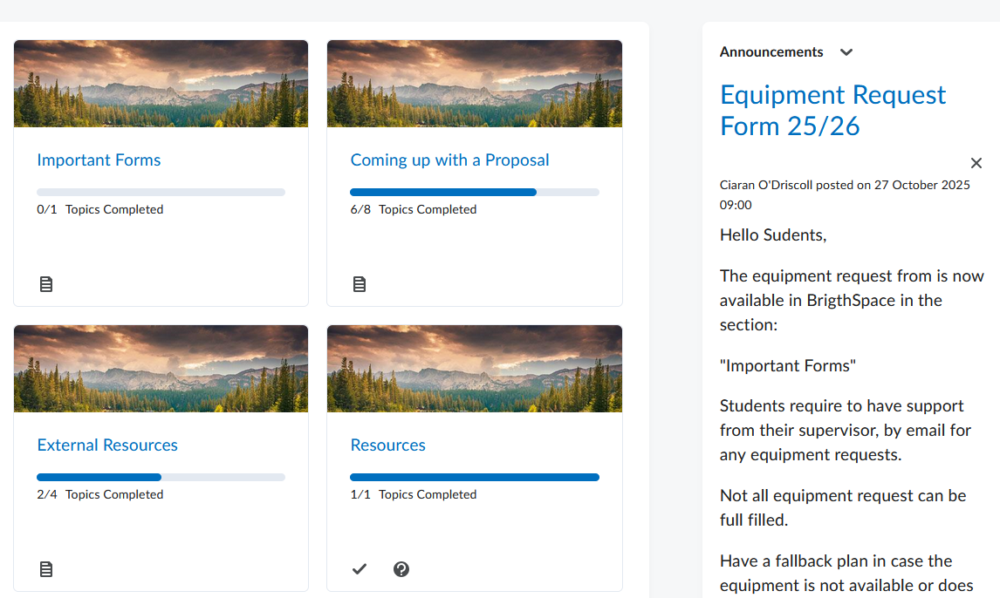 Important Forms
0/1 Topics Completed
Coming up with a Proposal
6/8 Topics Completed
External Resources
2/4 Topics Completed
Resources
1/1 Topics Completed
Announcements
Equipment Request
Form 25/26
Ciaran O'Driscoll posted on 27 October 2025
09:00
Hello Sudents,
The equipment request from is now
available in BrigthSpace in the
section:
"Important Forms"
Students require to have support
from their supervisor, by email for
any equipment requests.
Not all equipment request can be
full filled.
Have a fallback plan in case the
equipment is not available or does